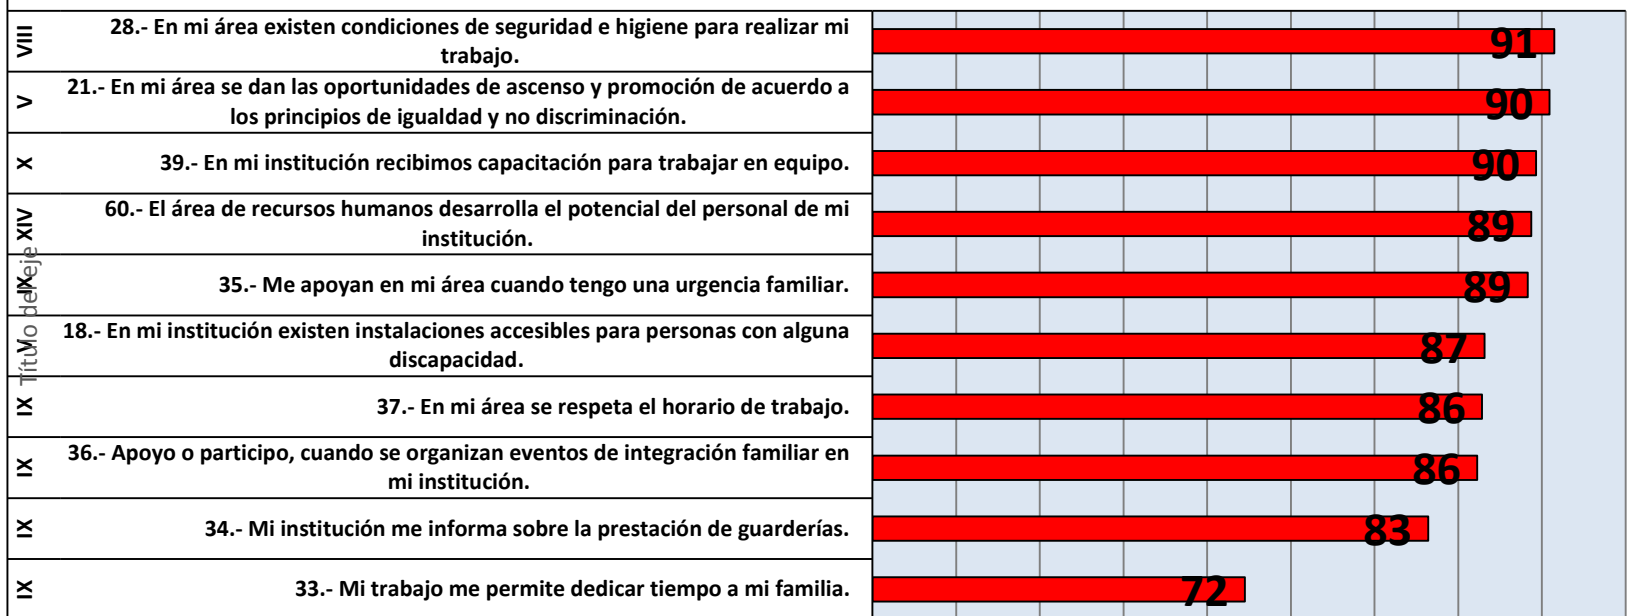 VIII
28.- En mi área existen condiciones de seguridad e higiene para realizar mi
trabajo.
91
V
21.- En mi área se dan las oportunidades de ascenso y promoción de acuerdo a
los principios de igualdad y no discriminación.
90
X
39.- En mi institución recibimos capacitación para trabajar en equipo.
90
XIV
60.- El área de recursos humanos desarrolla el potencial del personal de mi
institución.
89
IX
35.- Me apoyan en mi área cuando tengo una urgencia familiar.
89
Título del eje
V
18.- En mi institución existen instalaciones accesibles para personas con alguna
discapacidad.
87
IX
37.- En mi área se respeta el horario de trabajo.
86
IX
36.- Apoyo o participo, cuando se organizan eventos de integración familiar en
mi institución.
86
IX
34.- Mi institución me informa sobre la prestación de guarderías.
83
IX
33.- Mi trabajo me permite dedicar tiempo a mi familia.
72